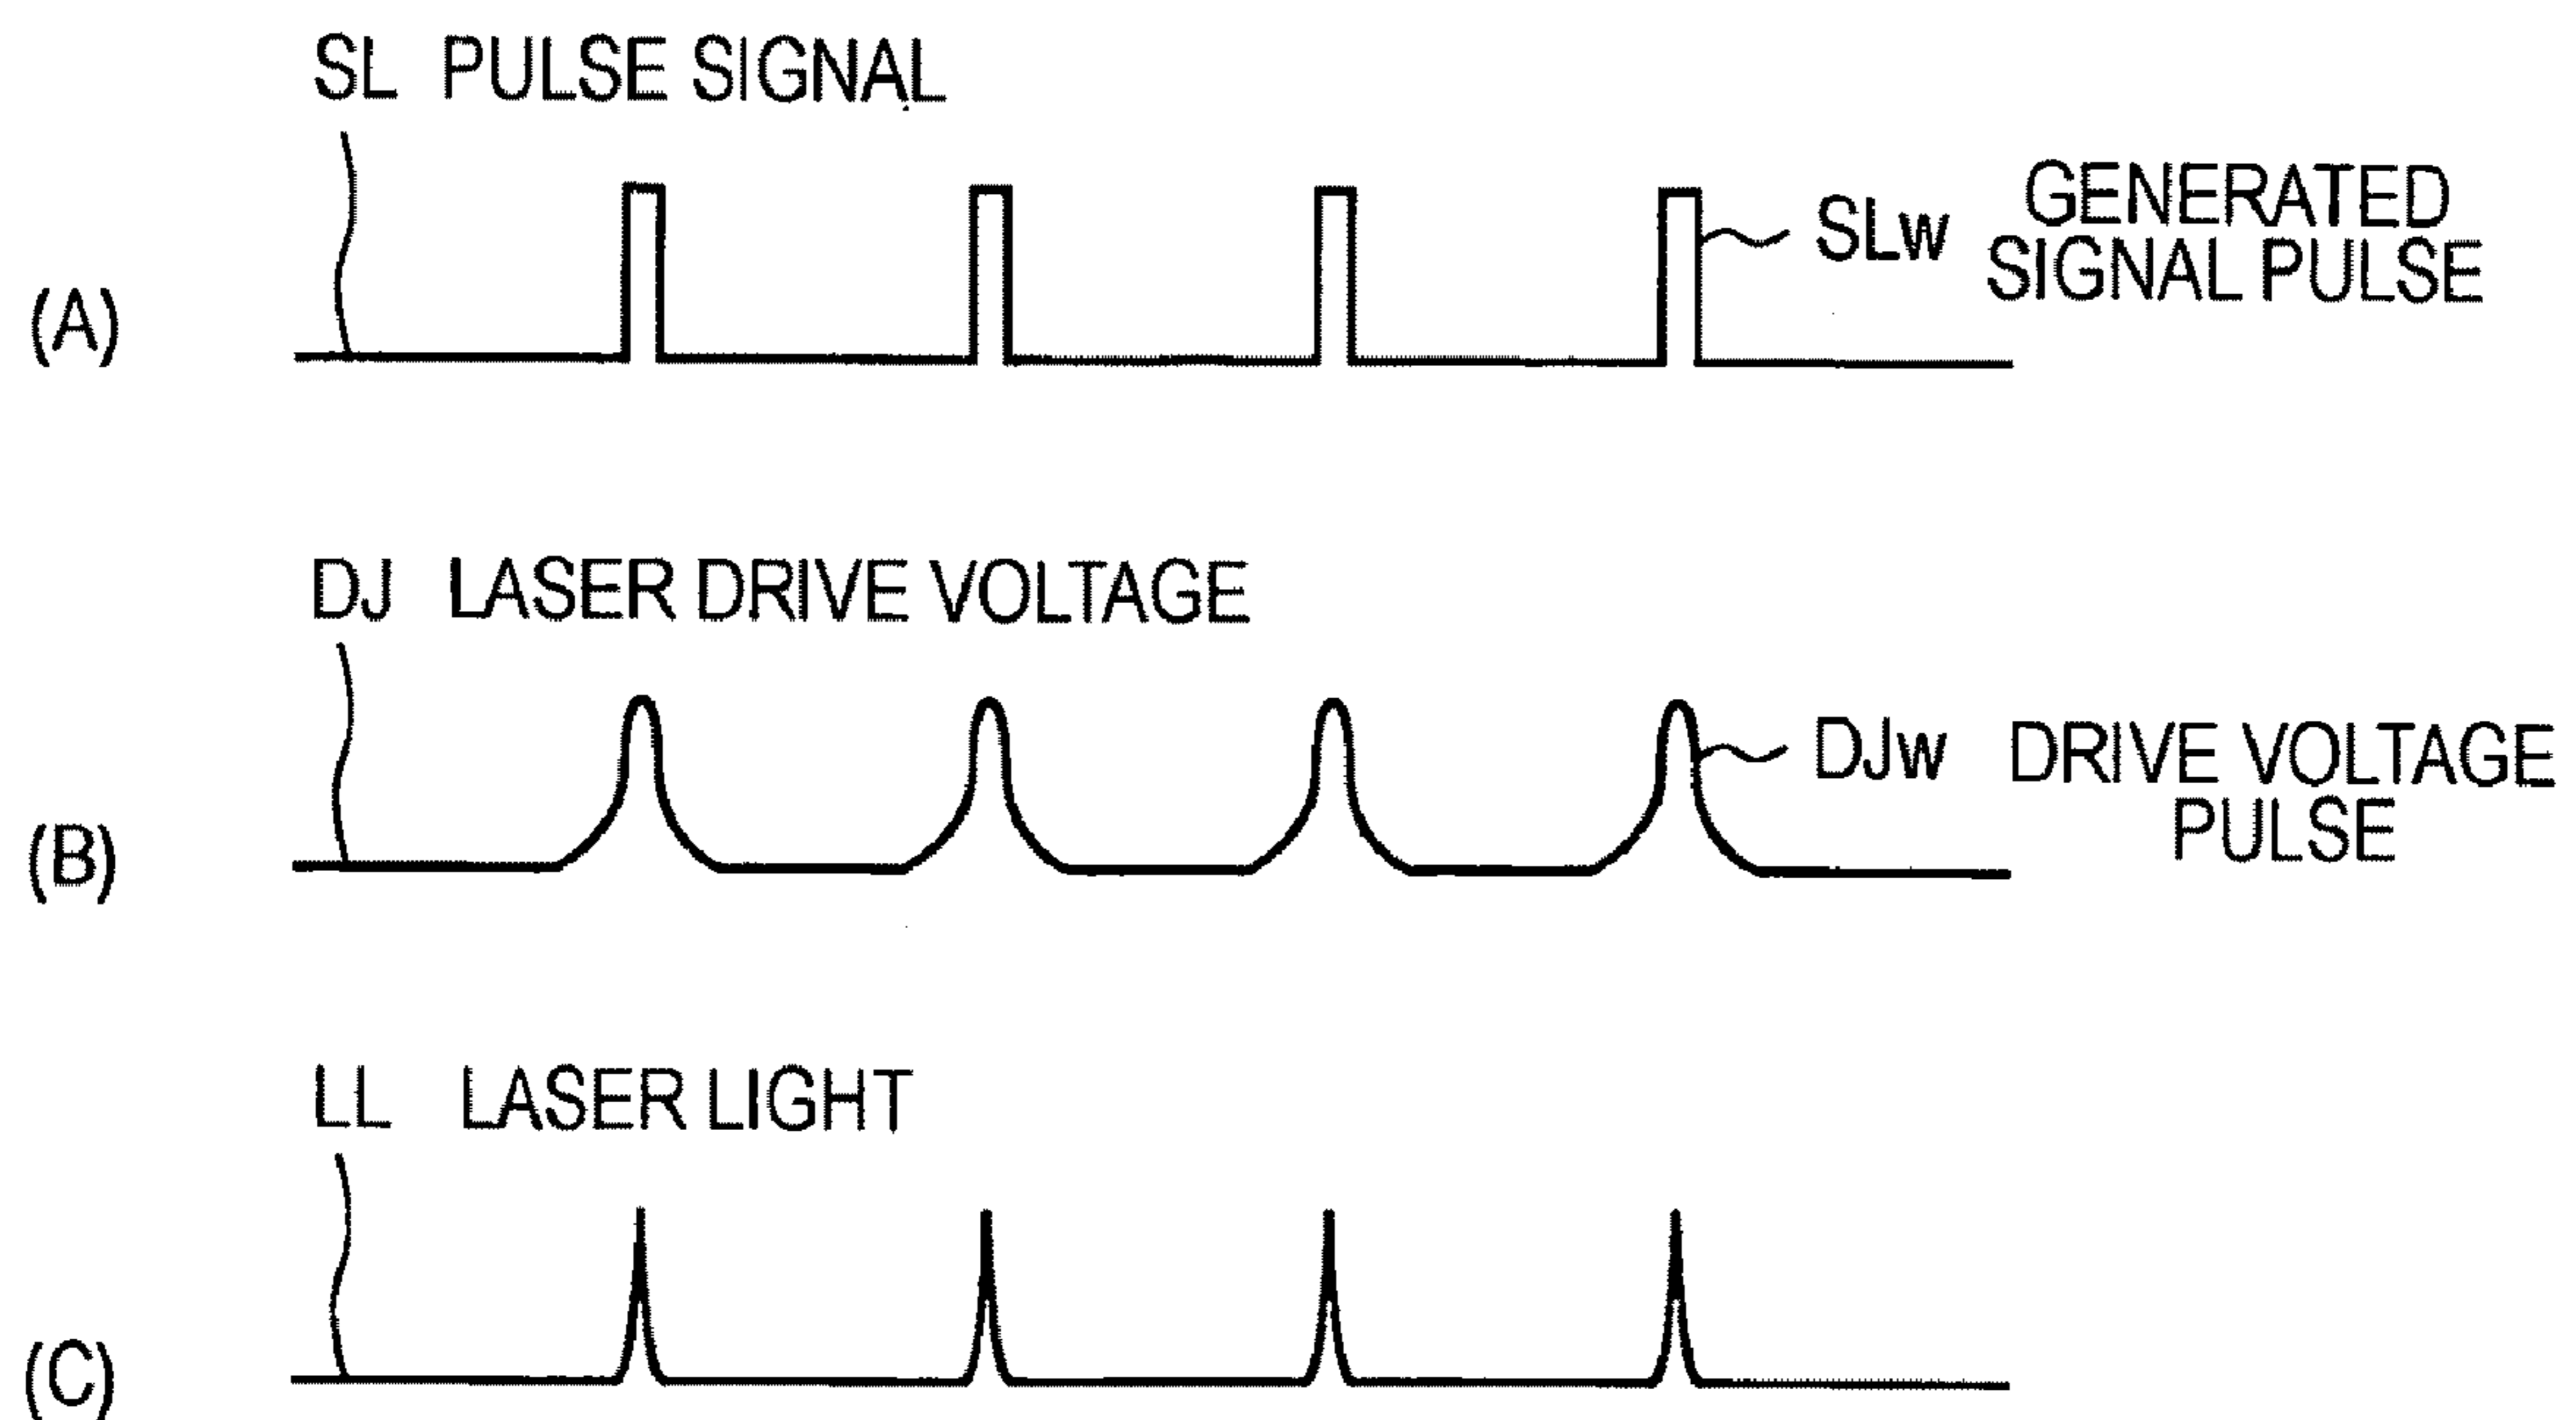 SL PULSE SIGNAL
(A)
SLw GENERATED
SIGNAL PULSE
DJ LASER DRIVE VOLTAGE
(B)
DJw DRIVE VOLTAGE
PULSE
LL LASER LIGHT
(C)